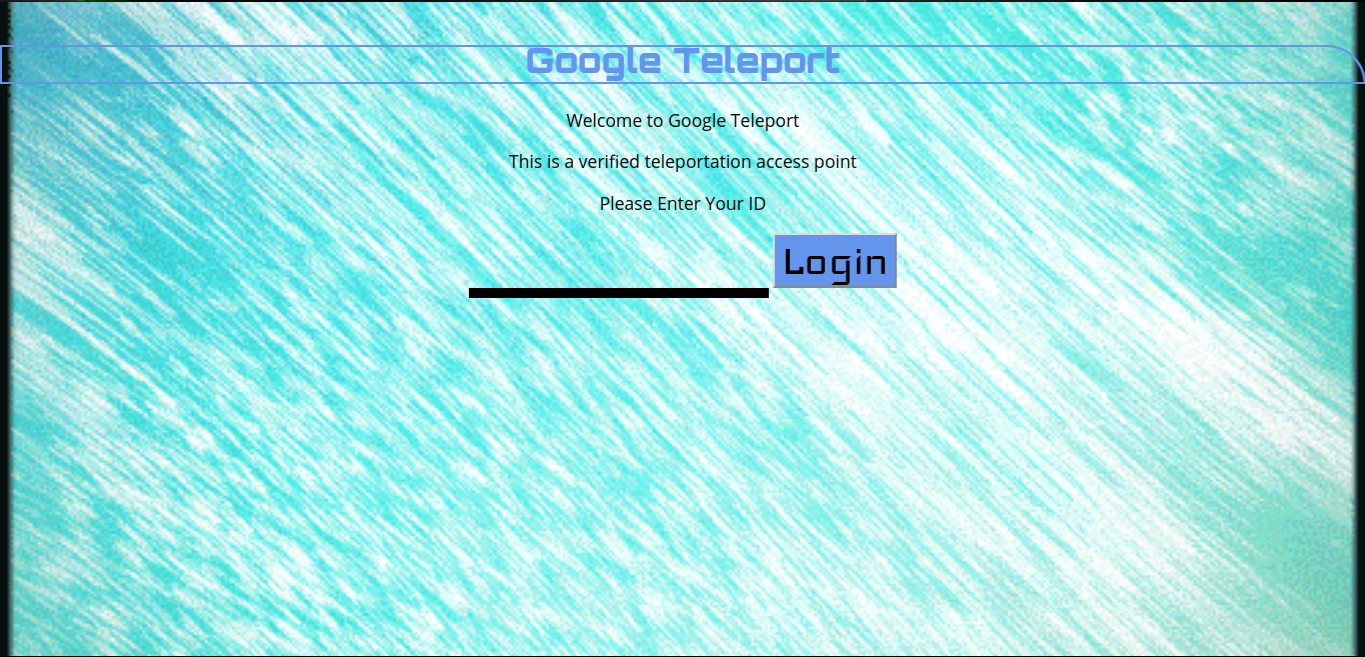 Google Teleport
Welcome to Google Teleport
This is a verified teleportation access point
Please Enter Your ID
Login